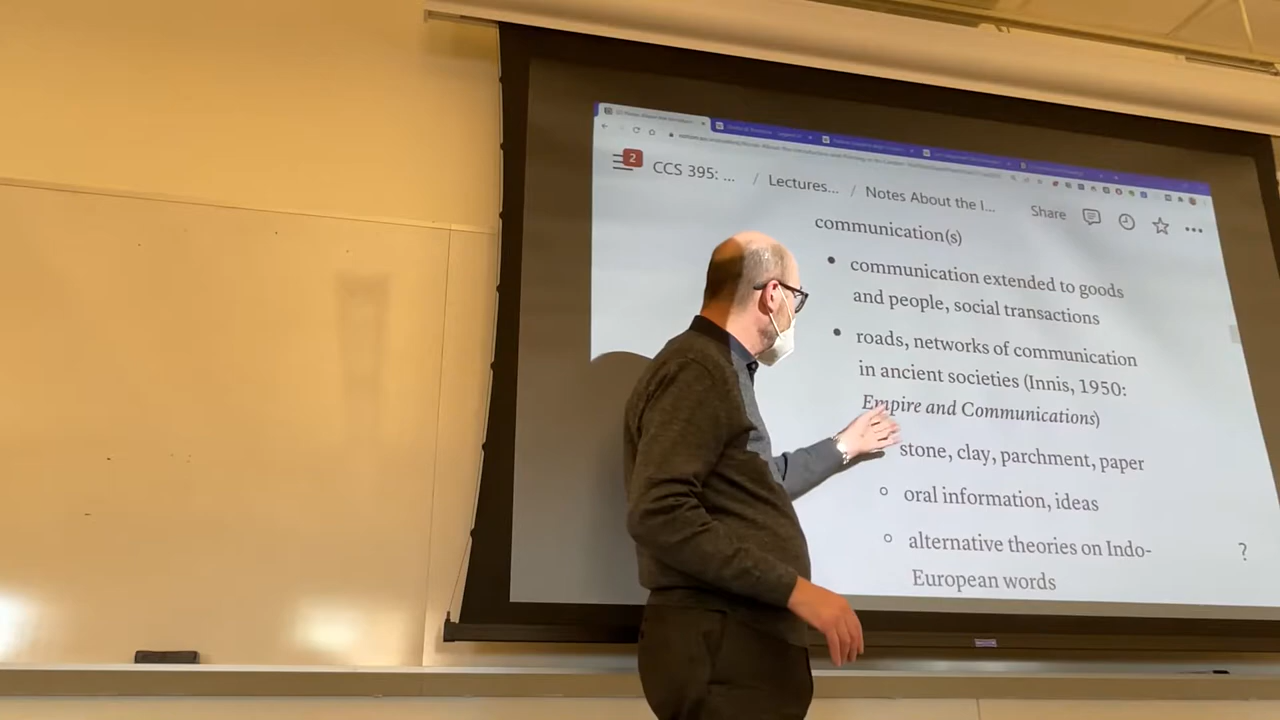 2
CCS 395: ... / Lectures... / Notes About the I... Share
communication(s)
• communication extended to goods
and people, social transactions
• roads, networks of communication
in ancient societies (Innis, 1950:
Empire and Communications)
stone, clay, parchment, paper
○ oral information, ideas
○ alternative theories on Indo-
European words
?